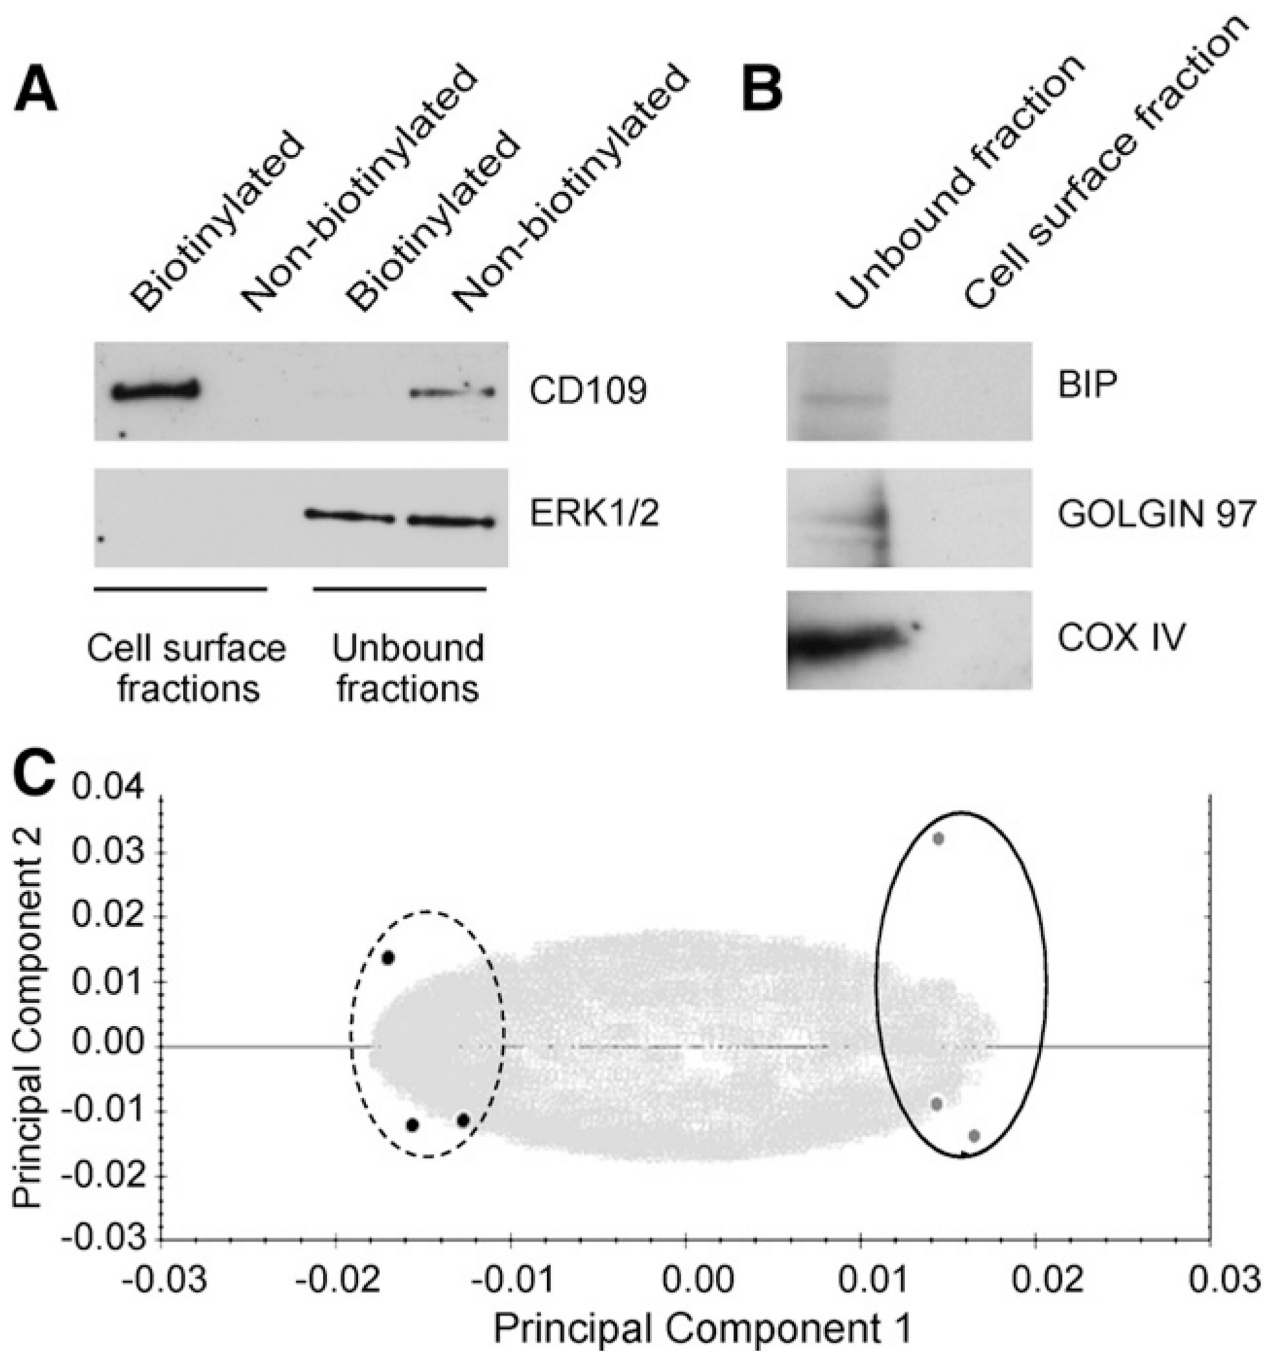 A
Biotinylated
Non-biotinylated
Biotinylated
Non-biotinylated
CD109
ERK1/2
Cell surface
fractions
Unbound
fractions
B
Unbound fraction
Cell surface fraction
BIP
GOLGIN 97
COX IV
C
Principal Component 2
0.04
0.03
0.02
0.01
0.00
-0.01
-0.02
-0.03
-0.03
-0.02
-0.01
0.00
0.01
0.02
0.03
Principal Component 1